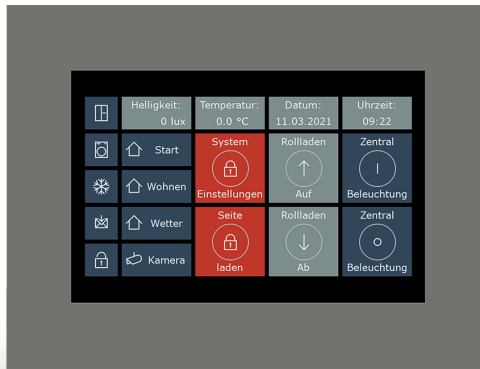 Helligkeit:
0 lux
Temperatur:
0.0 °C
Datum:
11.03.2021
Uhrzeit:
09:22
Start
Wohnen
Wetter
Kamera
System
Einstellungen
Rollladen
Auf
Zentral
Beleuchtung
Seite
laden
Rollladen
Ab
Zentral
Beleuchtung